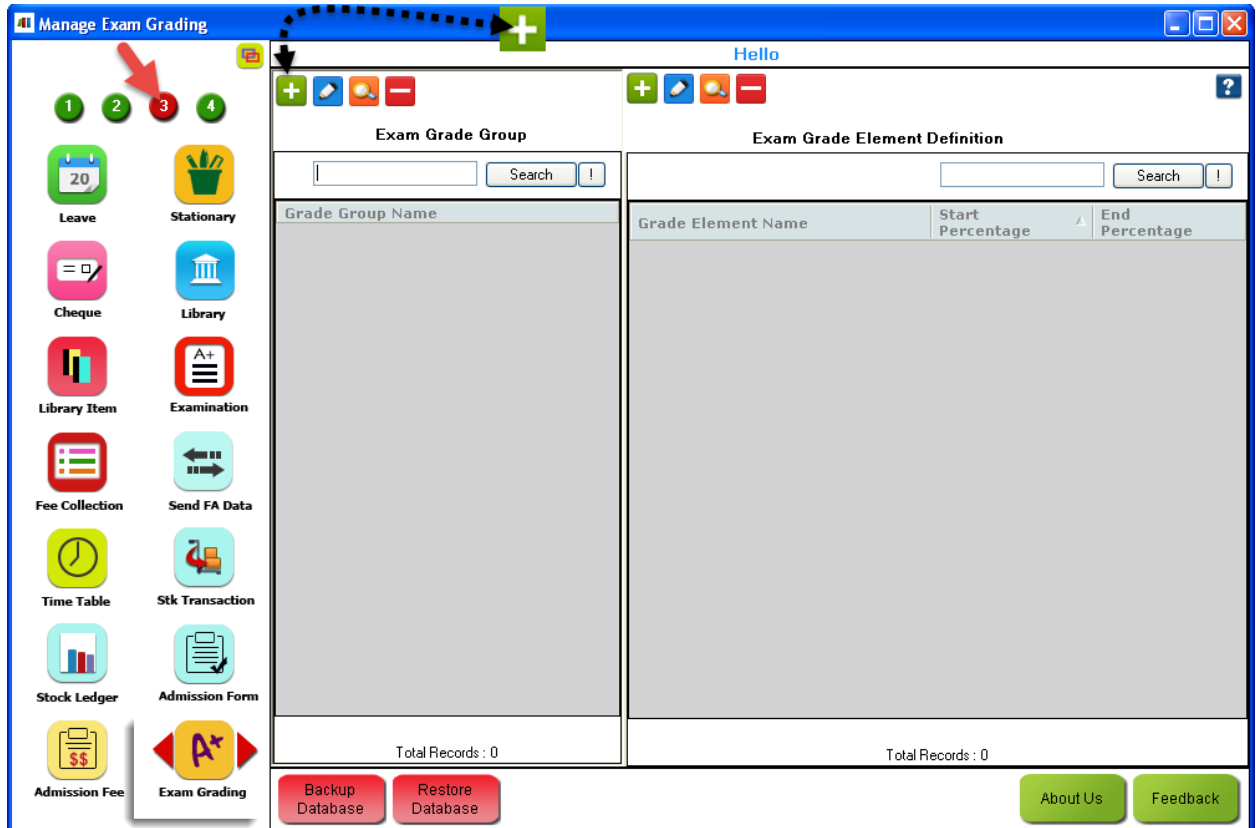 Manage Exam Grading
Hello
1 2 3 4
20
Leave
Stationary
Cheque
Library
A+
Library Item
Examination
Fee Collection
Send FA Data
Time Table
Stk Transaction
Stock Ledger
Admission Form
$$
A+
Admission Fee
Exam Grading
Exam Grade Group
Search !
Grade Group Name
Total Records : 0
?
Exam Grade Element Definition
Search !
Grade Element Name
Start
Percentage
End
Percentage
Total Records : 0
Backup
Database
Restore
Database
About Us
Feedback